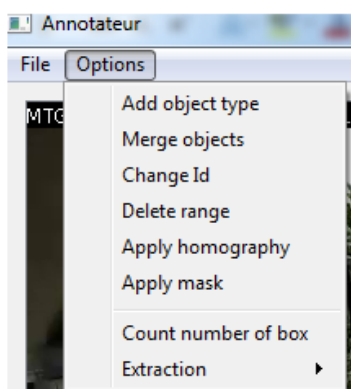 Annotateur
File Options
MTG
Add object type
Merge objects
Change Id
Delete range
Apply homography
Apply mask
Count number of box
Extraction